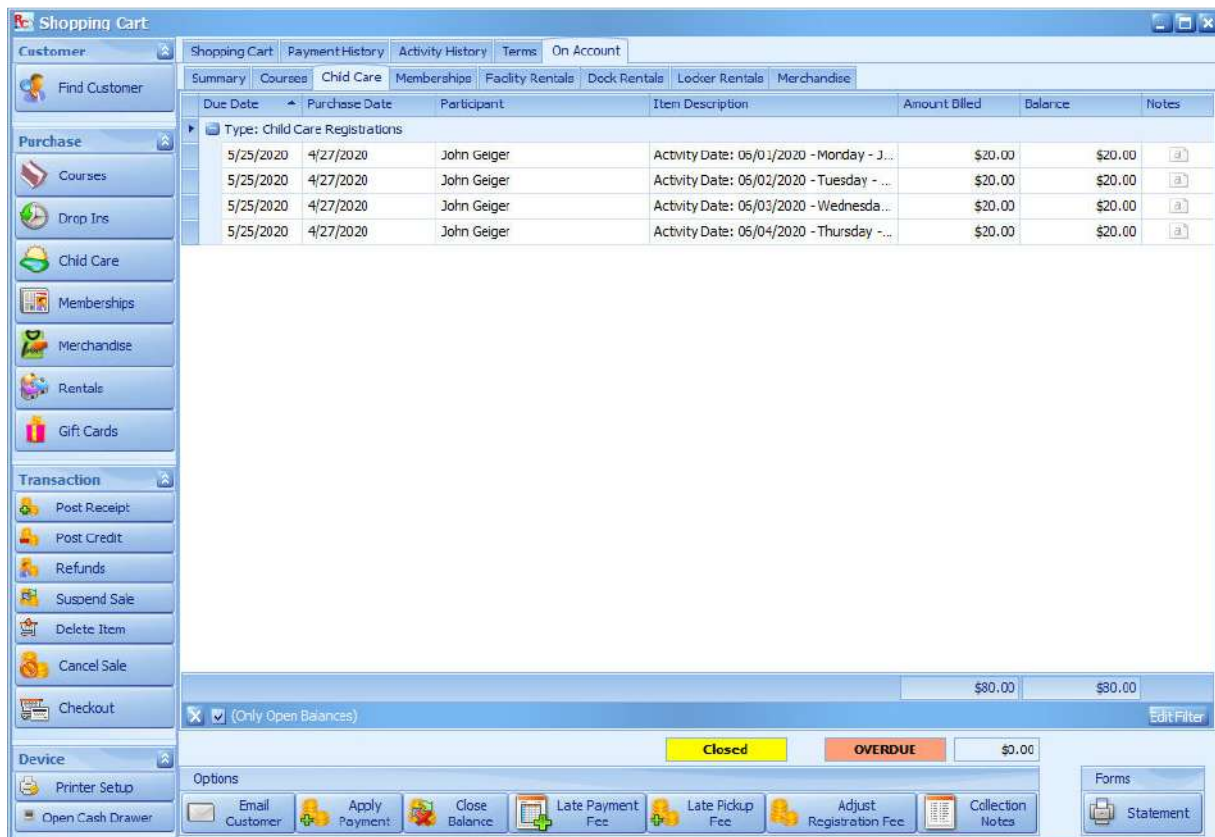 Shopping Cart
Customer
Find Customer
Purchase
Courses
Drop Ins
Child Care
Memberships
Merchandise
Rentals
Gift Cards
Transaction
Post Receipt
Post Credit
Refunds
Suspend Sale
Delete Item
Cancel Sale
Checkout
Device
Printer Setup
Open Cash Drawer
Shopping Cart Payment History Activity History Terms On Account
Summary Courses Child Care Memberships Facility Rentals Dock Rentals Locker Rentals Merchandise
Due Date Purchase Date Participant Item Description Amount Billed Balance Notes
Type: Child Care Registrations
5/25/2020 4/27/2020 John Geiger Activity Date: 06/01/2020 - Monday - J... $20.00 $20.00
5/25/2020 4/27/2020 John Geiger Activity Date: 06/02/2020 - Tuesday - ... $20.00 $20.00
5/25/2020 4/27/2020 John Geiger Activity Date: 06/03/2020 - Wednesda... $20.00 $20.00
5/25/2020 4/27/2020 John Geiger Activity Date: 06/04/2020 - Thursday -... $20.00 $20.00
$80.00 $80.00
(Only Open Balances) Edit Filter
Closed OVERDUE $0.00
Options
Email Customer
Apply Payment
Close Balance
Late Payment Fee
Late Pickup Fee
Adjust Registration Fee
Collection Notes
Forms
Statement